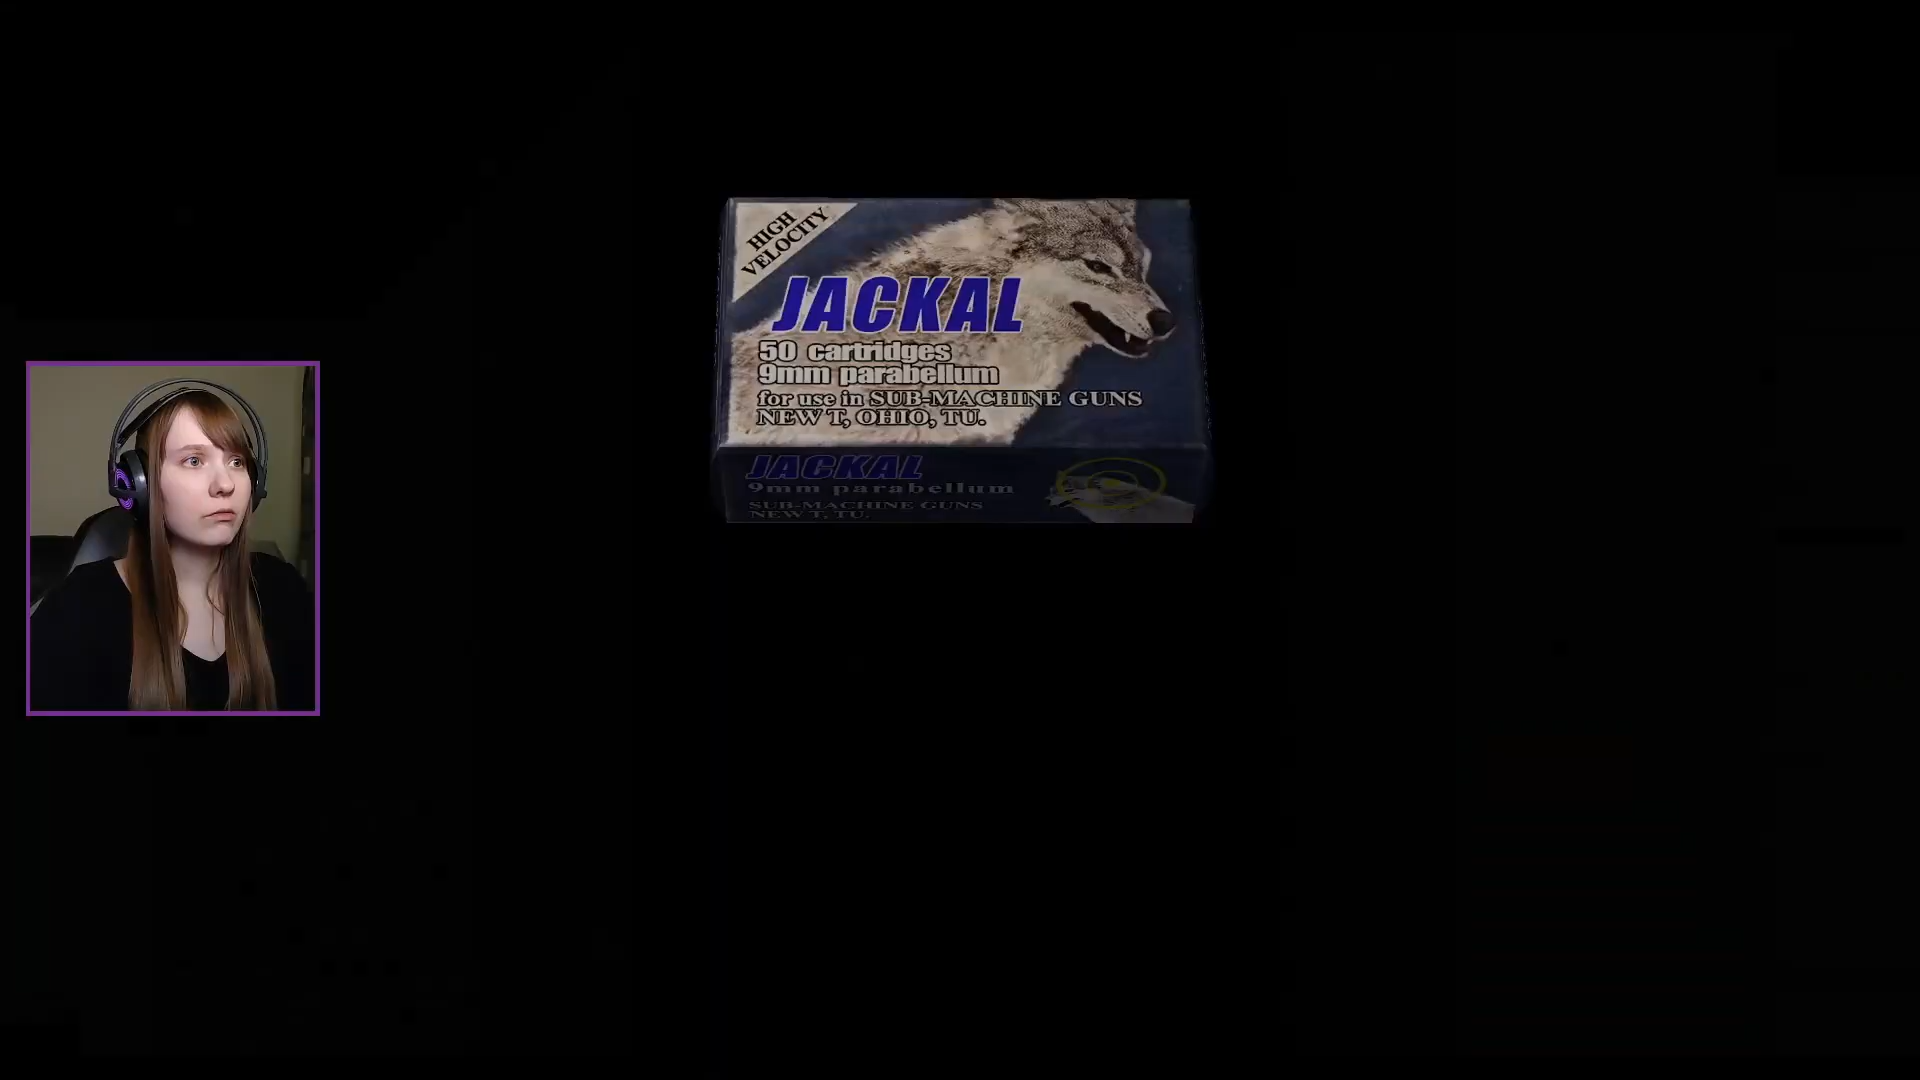 HIGH
VELOCITY
JACKAL
50 cartridges
9mm parabellum
for use in SUB-MACHINE GUNS
NEW T, OHIO, TU.
JACKAL
9mm parabellum
SUB-MACHINE GUNS
NEW T, TU.